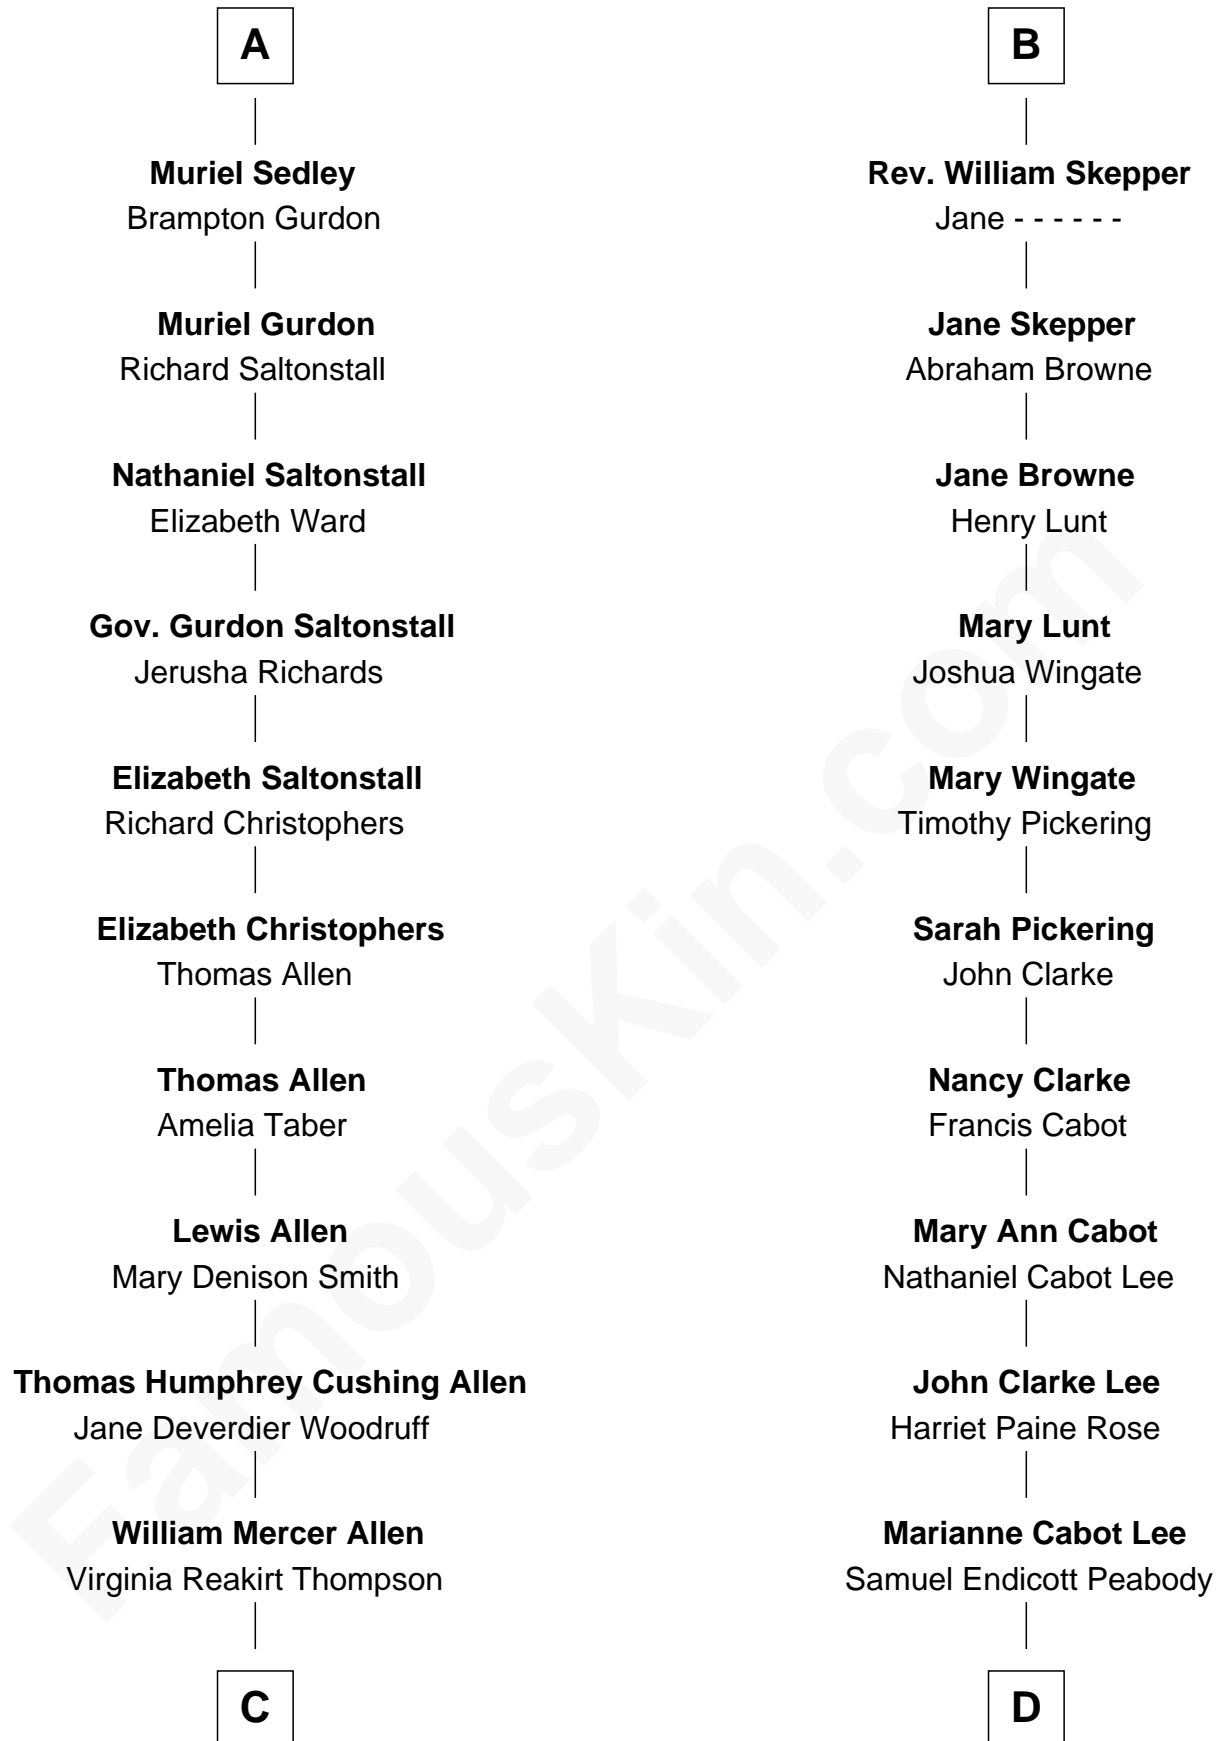 A
Muriel Sedley
Brampton Gurdon
Muriel Gurdon
Richard Saltonstall
Nathaniel Saltonstall
Elizabeth Ward
Gov. Gurdon Saltonstall
Jerusha Richards
Elizabeth Saltonstall
Richard Christophers
Elizabeth Christophers
Thomas Allen
Thomas Allen
Amelia Taber
Lewis Allen
Mary Denison Smith
Thomas Humphrey Cushing Allen
Jane Deverdier Woodruff
William Mercer Allen
Virginia Reakirt Thompson
C
B
Rev. William Skepper
Jane - - - - - -
Jane Skepper
Abraham Browne
Jane Browne
Henry Lunt
Mary Lunt
Joshua Wingate
Mary Wingate
Timothy Pickering
Sarah Pickering
John Clarke
Nancy Clarke
Francis Cabot
Mary Ann Cabot
Nathaniel Cabot Lee
John Clarke Lee
Harriet Paine Rose
Marianne Cabot Lee
Samuel Endicott Peabody
D
FamousKin.com